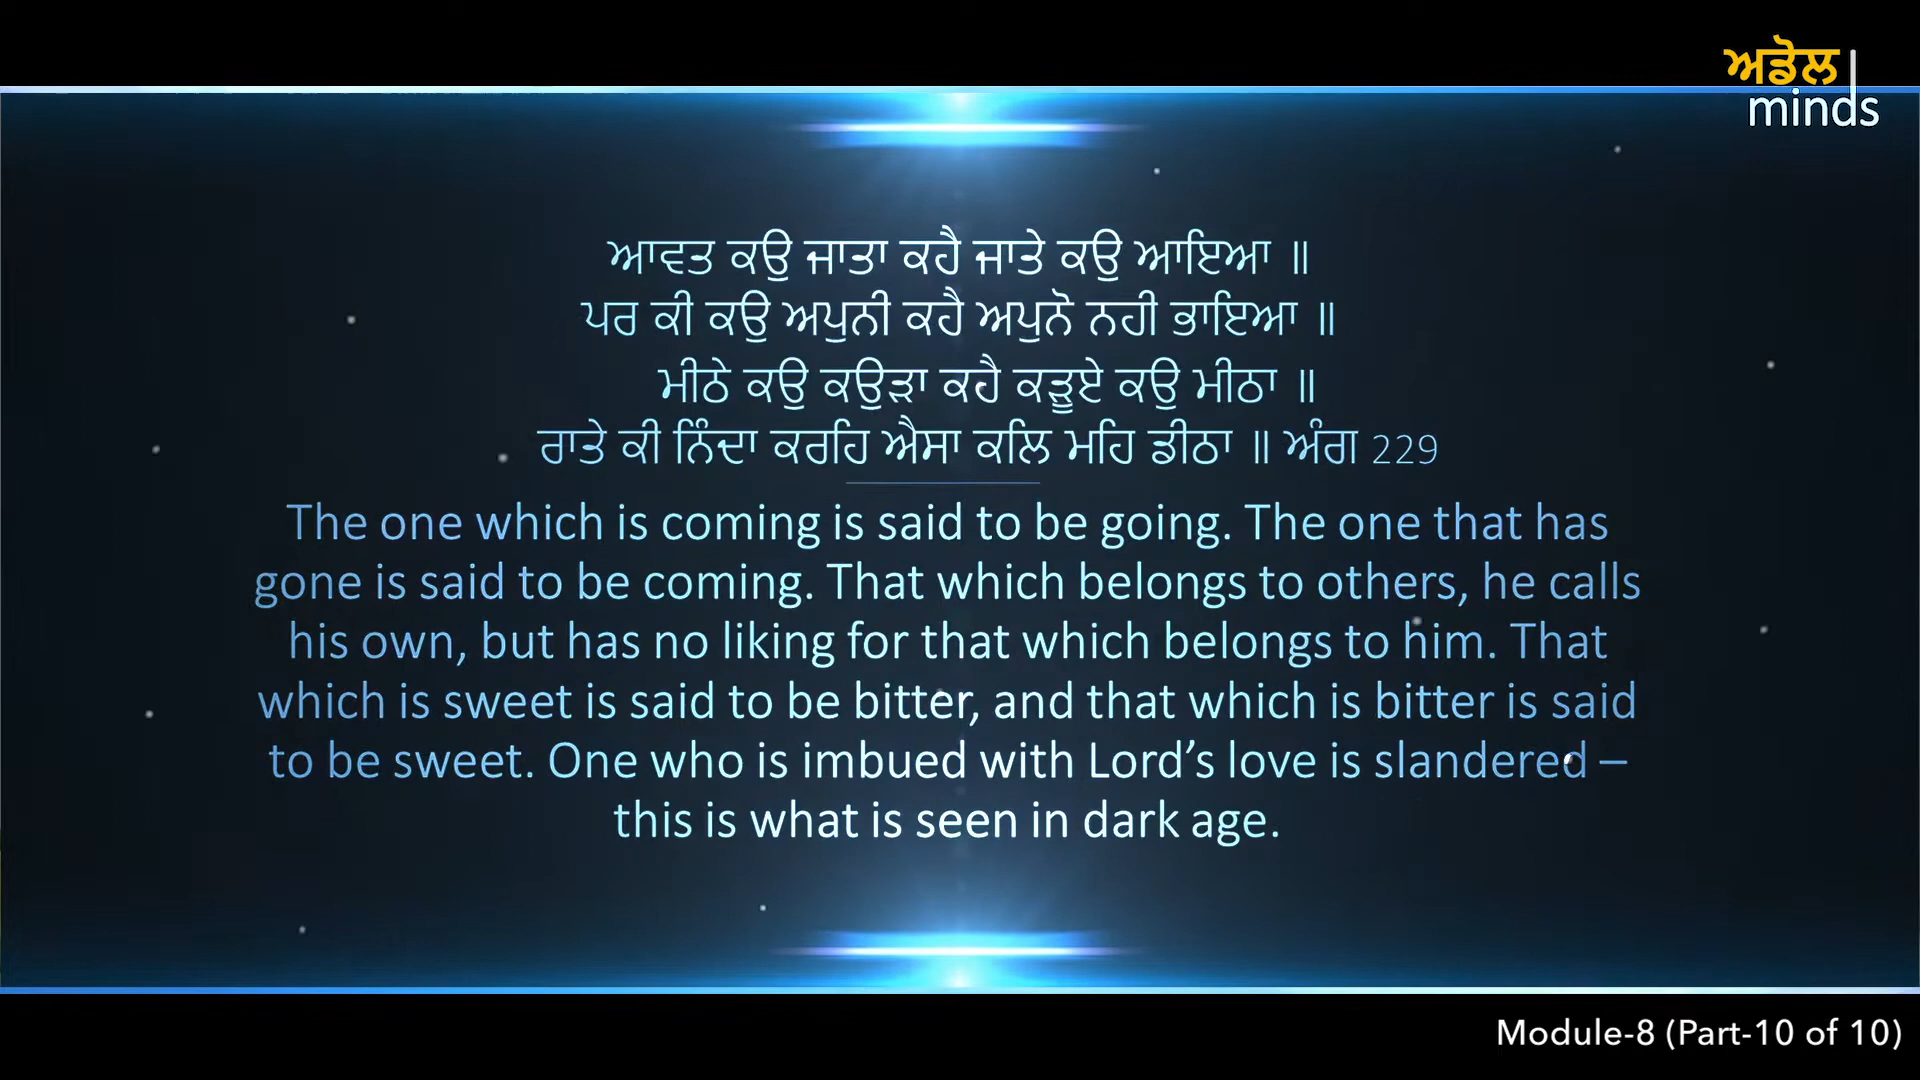 ਅਡੋਲ
minds
ਆਵਤ ਕਉ ਜਾਤਾ ਕਹੈ ਜਾਤੇ ਕਉ ਆਇਆ ॥
ਪਰ ਕੀ ਕਉ ਅਪੁਨੀ ਕਹੈ ਅਪੁਨੋ ਨਹੀ ਭਾਇਆ ॥
ਮੀਠੇ ਕਉ ਕਉੜਾ ਕਹੈ ਕੜੂਏ ਕਉ ਮੀਠਾ ॥
ਰਾਤੇ ਕੀ ਨਿੰਦਾ ਕਰਹਿ ਐਸਾ ਕਲਿ ਮਹਿ ਡੀਠਾ ॥ ਅੰਗ 229
The one which is coming is said to be going. The one that has
gone is said to be coming. That which belongs to others, he calls
his own, but has no liking for that which belongs to him. That
which is sweet is said to be bitter, and that which is bitter is said
to be sweet. One who is imbued with Lord’s love is slandered –
this is what is seen in dark age.
Module-8 (Part-10 of 10)